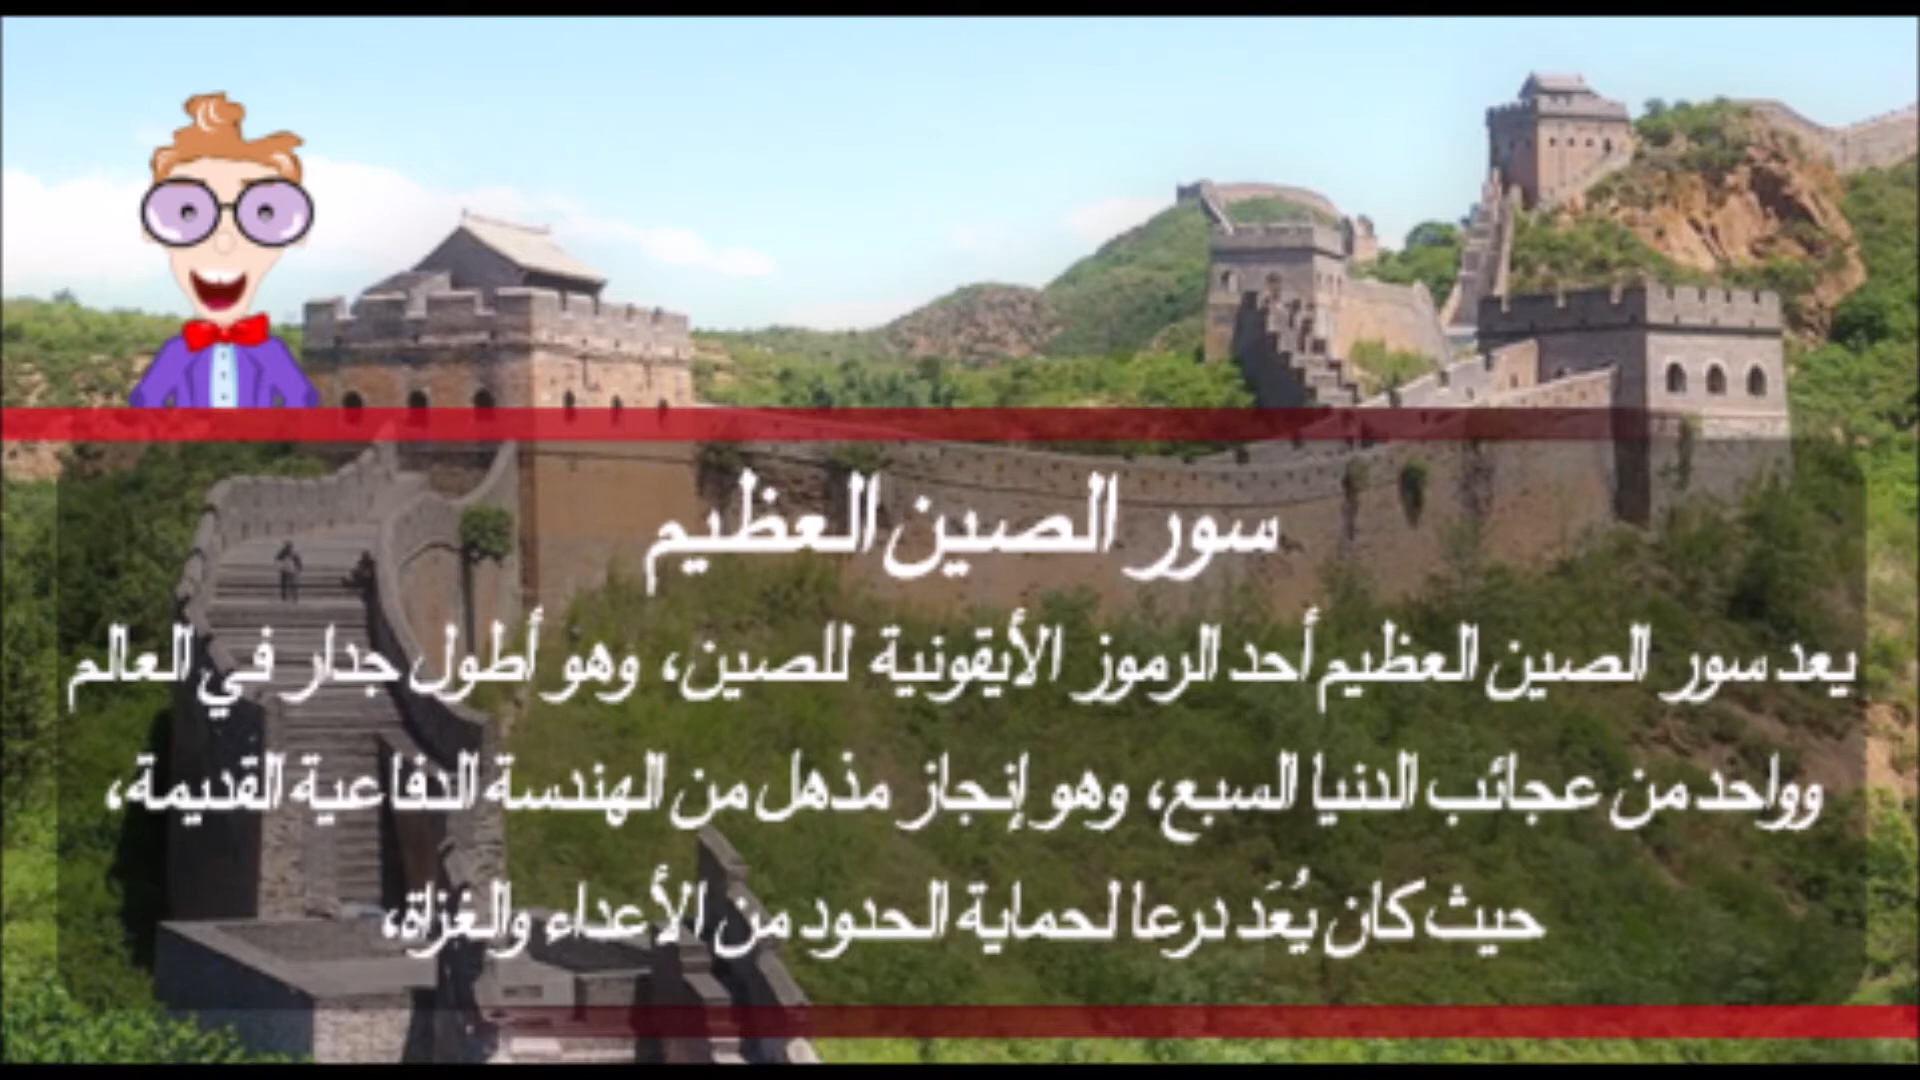 سور الصين العظيم
يعد سور الصين العظيم أحد الرموز الأيقونية للصين، وهو أطول جدار في العالم
وواحد من عجائب الدنيا السبع، وهو إنجاز مذهل من الهندسة الدفاعية القديمة،
حيث كان يُعَد درعا لحماية الحدود من الأعداء والغزاة،